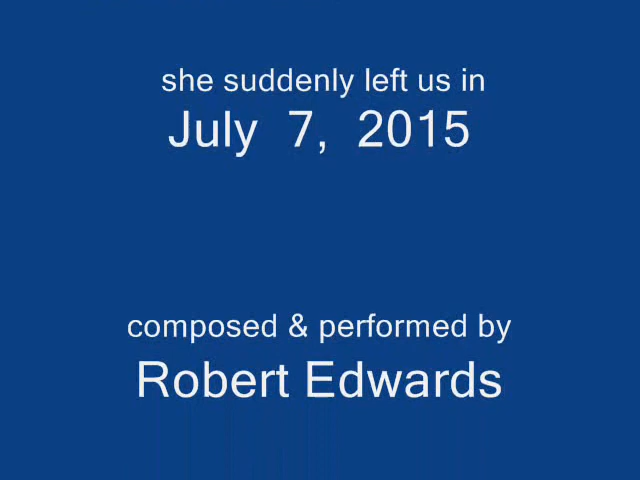 she suddenly left us in
July 7, 2015
composed & performed by
Robert Edwards